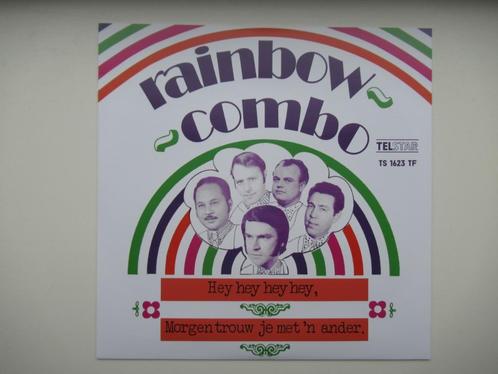 rainbow
combo
TELSTAR
TS 1623 TF
Hey hey hey hey,
Morgen trouw je met 'n ander.